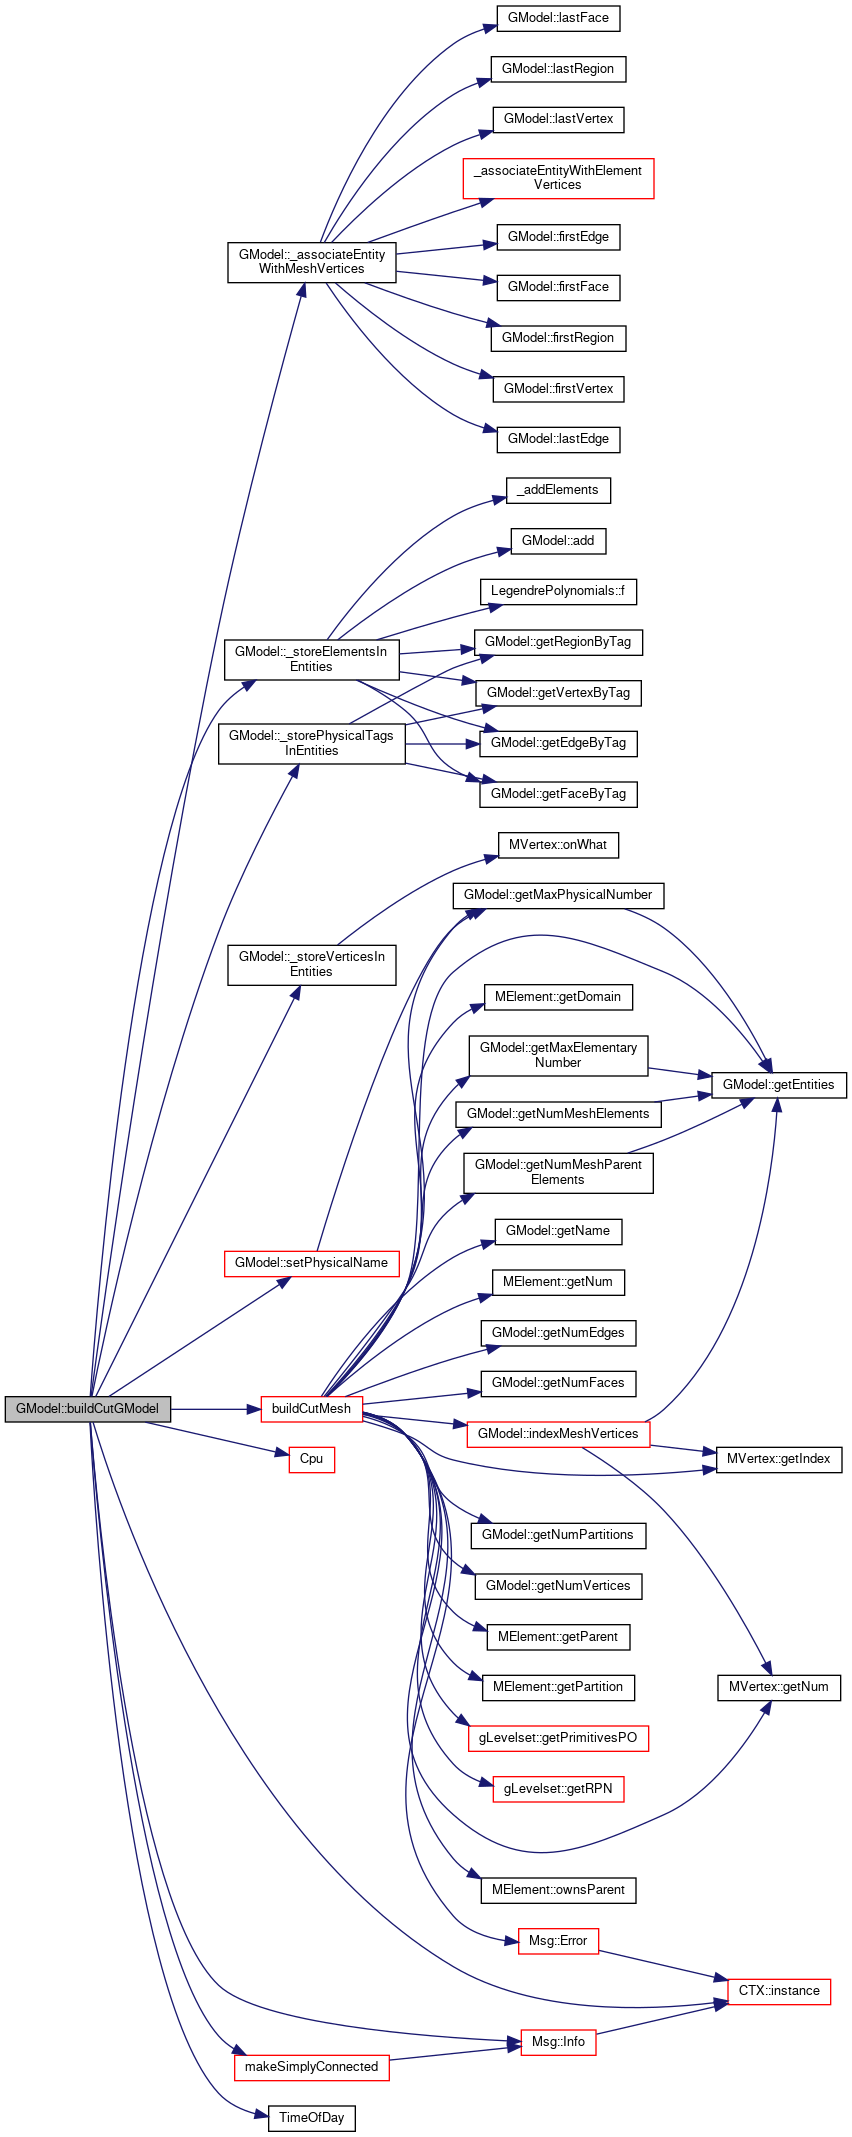 GModel::lastFace
GModel::lastRegion
GModel::lastVertex
_associateEntityWithElement
Vertices
GModel::firstEdge
GModel::_associateEntity
WithMeshVertices
GModel::firstFace
GModel::firstRegion
GModel::firstVertex
GModel::lastEdge
_addElements
GModel::add
LegendrePolynomials::f
GModel::getRegionByTag
GModel::_storeElementsIn
Entities
GModel::getVertexByTag
GModel::_storePhysicalTags
InEntities
GModel::getEdgeByTag
GModel::getFaceByTag
MVertex::onWhat
GModel::getMaxPhysicalNumber
GModel::_storeVerticesIn
Entities
MElement::getDomain
GModel::getMaxElementary
Number
GModel::getEntities
GModel::getNumMeshElements
GModel::getNumMeshParent
Elements
GModel::getName
GModel::setPhysicalName
MElement::getNum
GModel::getNumEdges
GModel::getNumFaces
GModel::buildCutGModel
buildCutMesh
GModel::indexMeshVertices
Cpu
MVertex::getIndex
GModel::getNumPartitions
GModel::getNumVertices
MElement::getParent
MElement::getPartition
MVertex::getNum
gLevelset::getPrimitivesPO
gLevelset::getRPN
MElement::ownsParent
Msg::Error
CTX::instance
Msg::Info
makeSimplyConnected
TimeOfDay